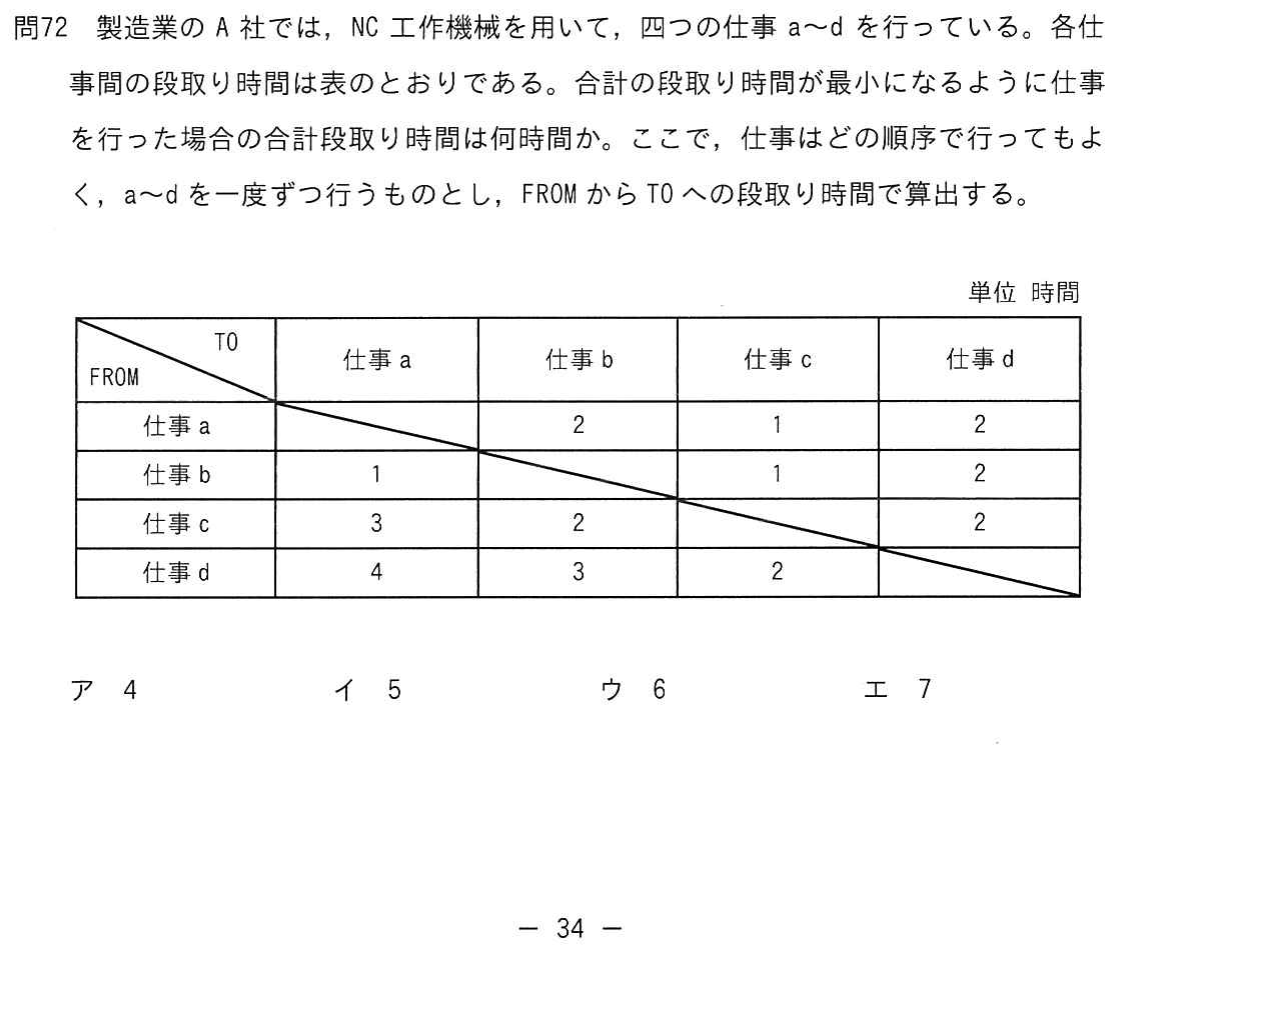 問72 製造業の A 社では，NC 工作機械を用いて，四つの仕事 a～d を行っている。各仕
事間の段取り時間は表のとおりである。合計の段取り時間が最小になるように仕事
を行った場合の合計段取り時間は何時間か。ここで，仕事はどの順序で行ってもよ
く，a～d を一度ずつ行うものとし，FROM から TO への段取り時間で算出する。
単位 時間
TO
FROM
仕事 a 仕事 b 仕事 c 仕事 d
仕事 a 2 1 2
仕事 b 1 1 2
仕事 c 3 2 2
仕事 d 4 3 2
ア 4 イ 5 ウ 6 エ 7
－ 34 －